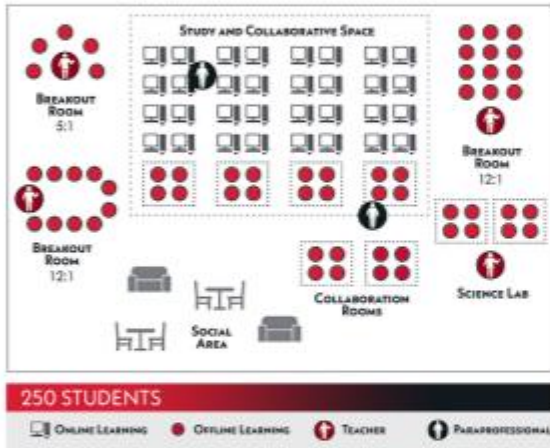 STUDY AND COLLABORATIVE SPACE
BREAKOUT
ROOM
5:1
BREAKOUT
ROOM
12:1
BREAKOUT
ROOM
12:1
COLLABORATION
ROOMS
SCIENCE LAB
SOCIAL
AREA
250 STUDENTS
ONLINE LEARNING
OFFLINE LEARNING
TEACHER
PARAPROFESSIONAL